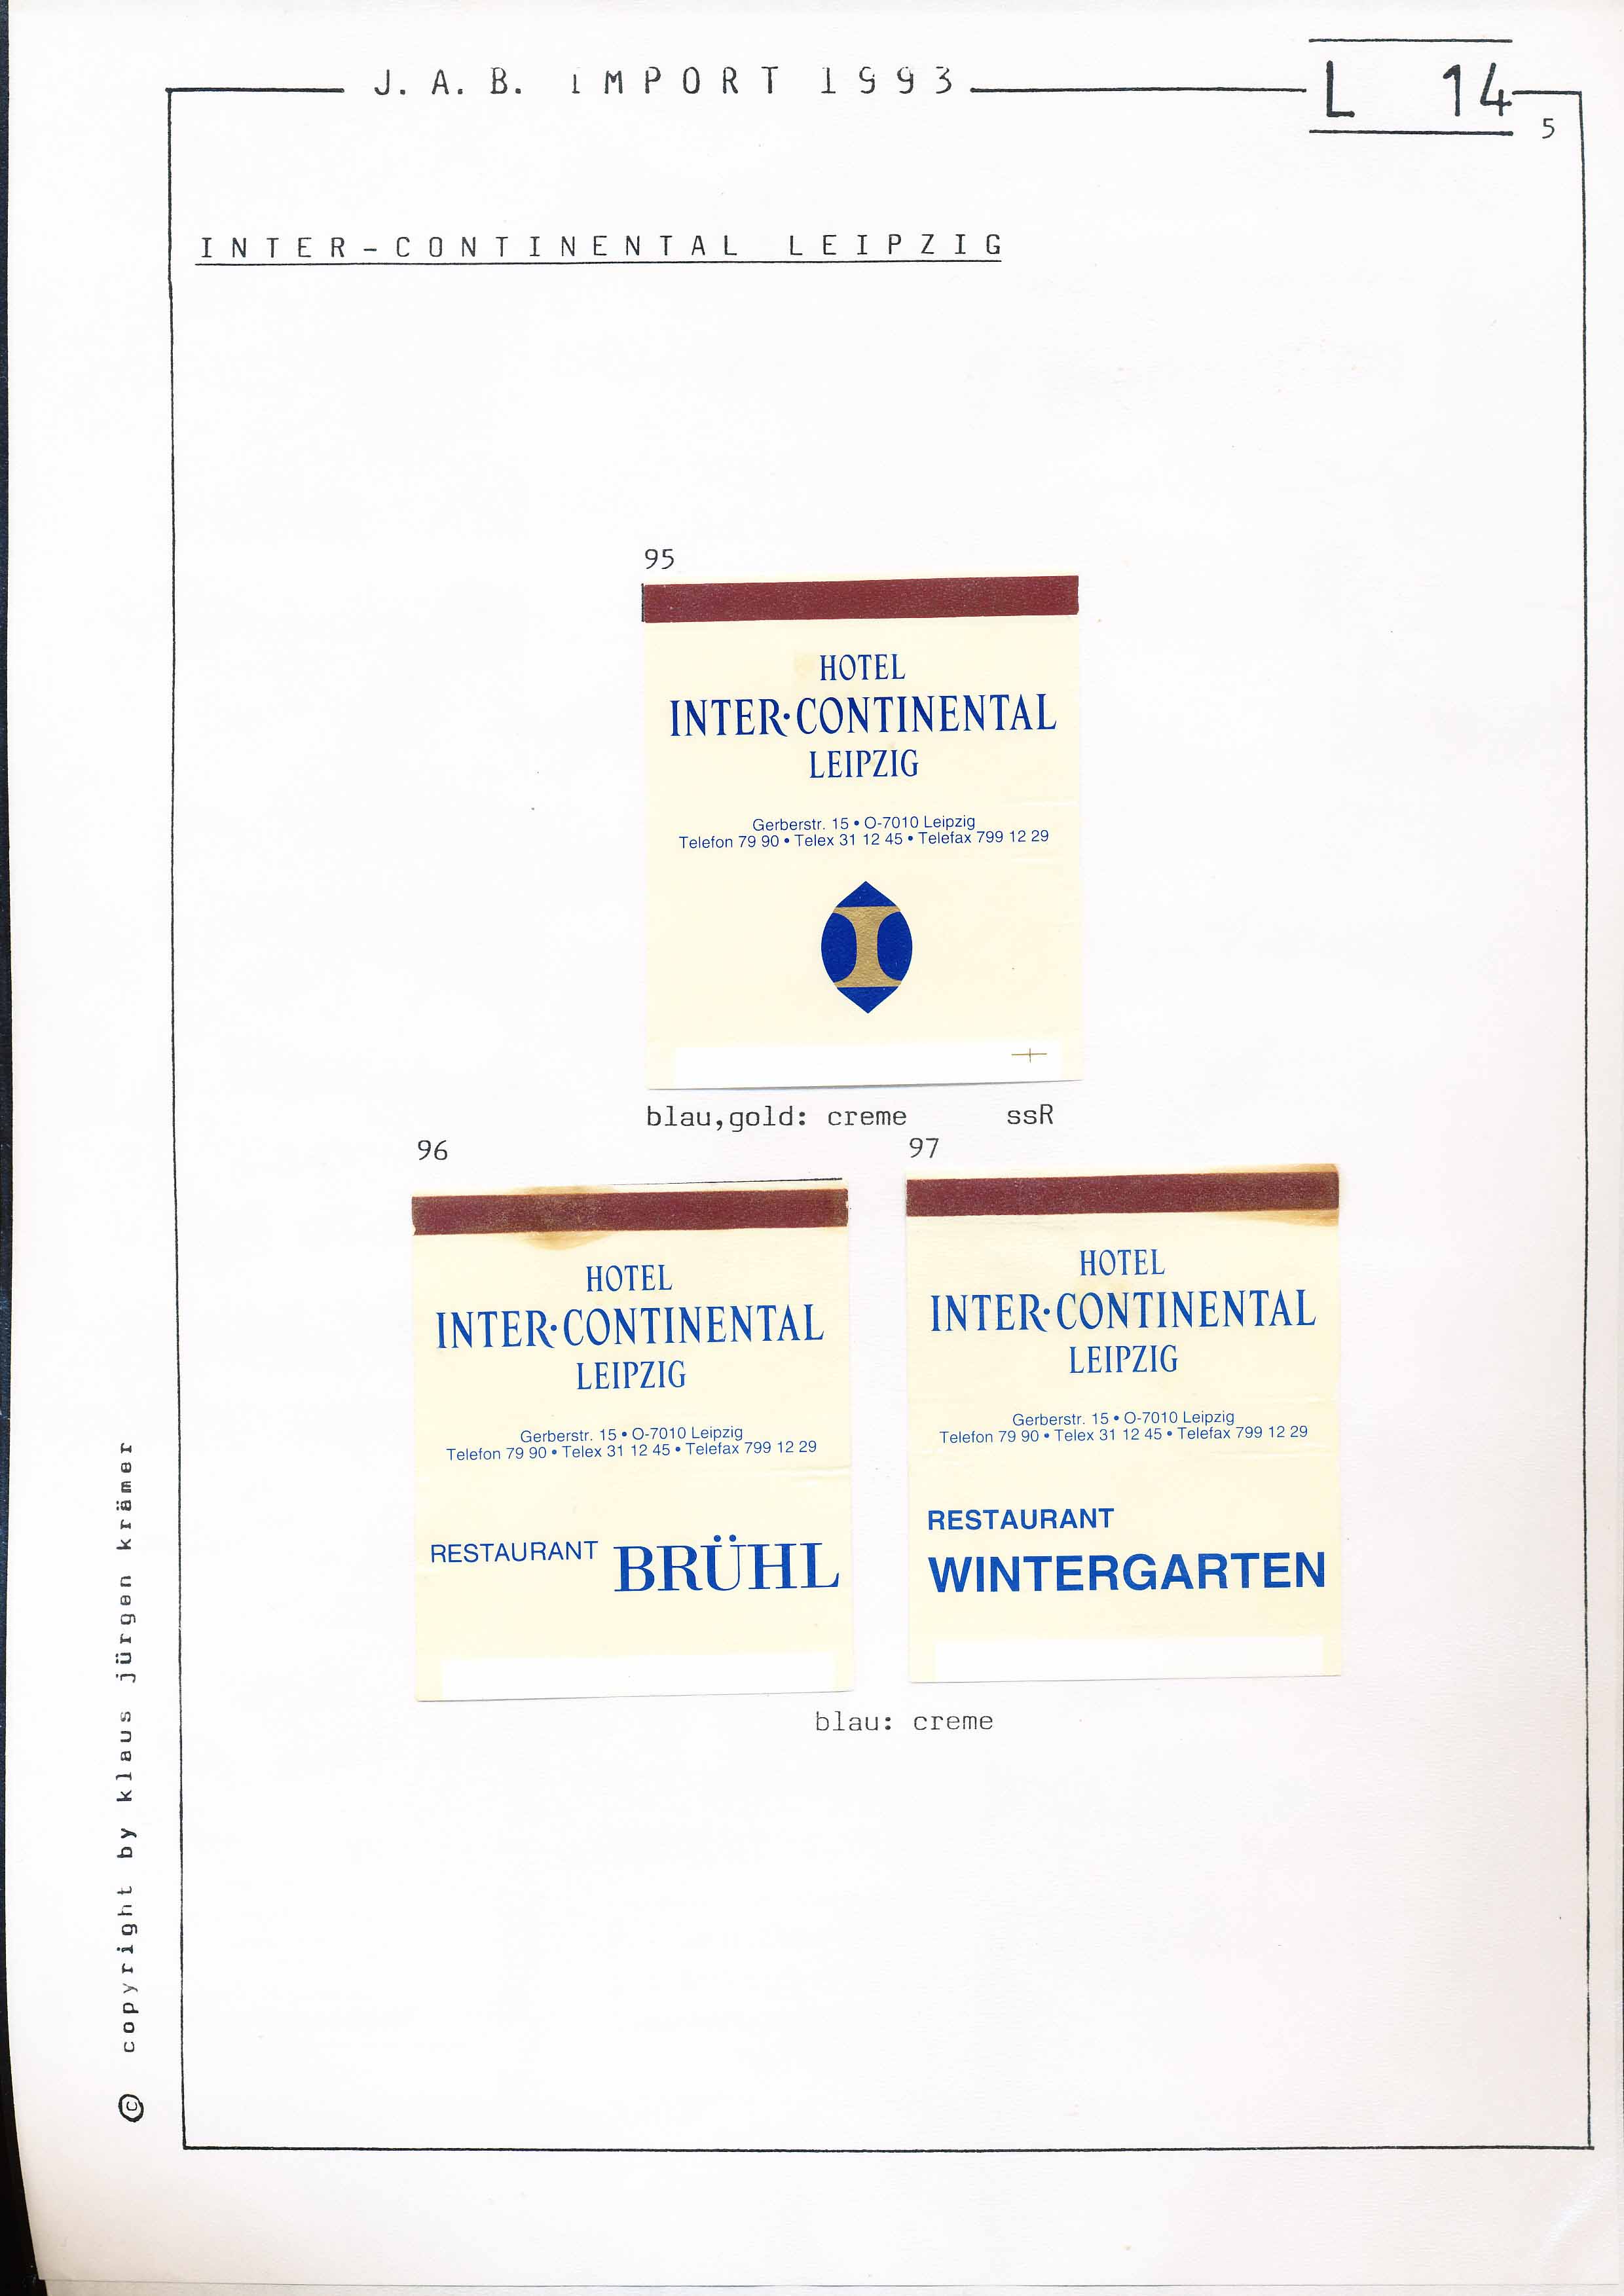 J. A. B. IMPORT 1993
L 14
5
INTER-CONTINENTAL LEIPZIG
95
HOTEL
INTER·CONTINENTAL
LEIPZIG
Gerberstr. 15 • O-7010 Leipzig
Telefon 79 90 • Telex 31 12 45 • Telefax 799 12 29
I
blau,gold: creme ssR
96
HOTEL
INTER·CONTINENTAL
LEIPZIG
Gerberstr. 15 • O-7010 Leipzig
Telefon 79 90 • Telex 31 12 45 • Telefax 799 12 29
RESTAURANT BRÜHL
97
HOTEL
INTER·CONTINENTAL
LEIPZIG
Gerberstr. 15 • O-7010 Leipzig
Telefon 79 90 • Telex 31 12 45 • Telefax 799 12 29
RESTAURANT
WINTERGARTEN
blau: creme
© copyright by klaus jürgen krämer